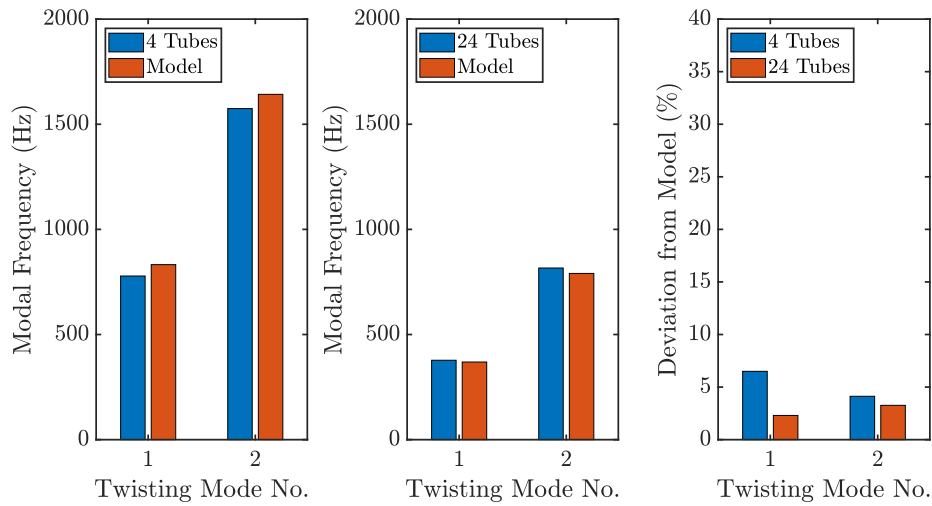 Modal Frequency (Hz)
2000
1500
1000
500
0
4 Tubes
Model
1
2
Twisting Mode No.
Modal Frequency (Hz)
2000
1500
1000
500
0
24 Tubes
Model
1
2
Twisting Mode No.
Deviation from Model (%)
40
35
30
25
20
15
10
5
0
4 Tubes
24 Tubes
1
2
Twisting Mode No.